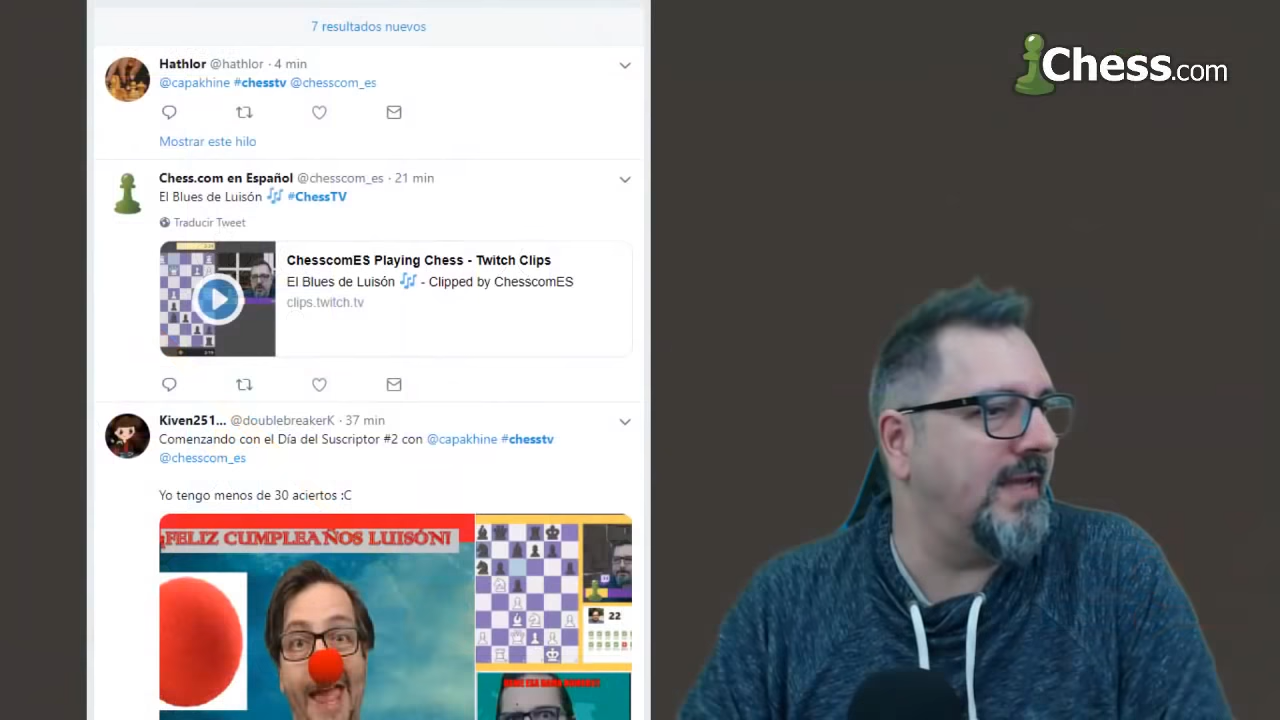 7 resultados nuevos
Hathlor @hathlor · 4 min
@capakhine #chesstv @chesscom_es
Mostrar este hilo
Chess.com en Español @chesscom_es · 21 min
El Blues de Luisón 🎶 #ChessTV
Traducir Tweet
ChesscomES Playing Chess - Twitch Clips
El Blues de Luisón 🎶 - Clipped by ChesscomES
clips.twitch.tv
Kiven251... @doublebreakerK · 37 min
Comenzando con el Día del Suscriptor #2 con @capakhine #chesstv
@chesscom_es
Yo tengo menos de 30 aciertos :C
¡FELIZ CUMPLEAÑOS LUISÓN!
22
Chess.com